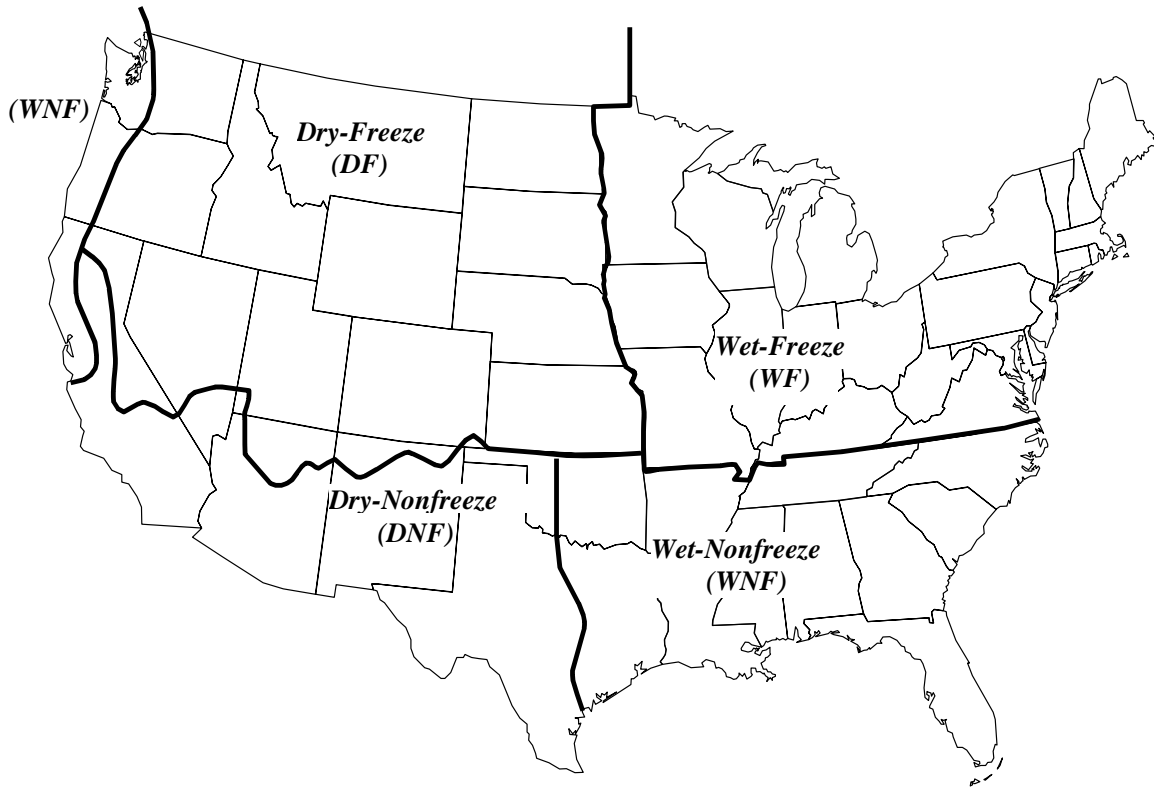 (WNF)
Dry-Freeze
(DF)
Wet-Freeze
(WF)
Dry-Nonfreeze
(DNF)
Wet-Nonfreeze
(WNF)